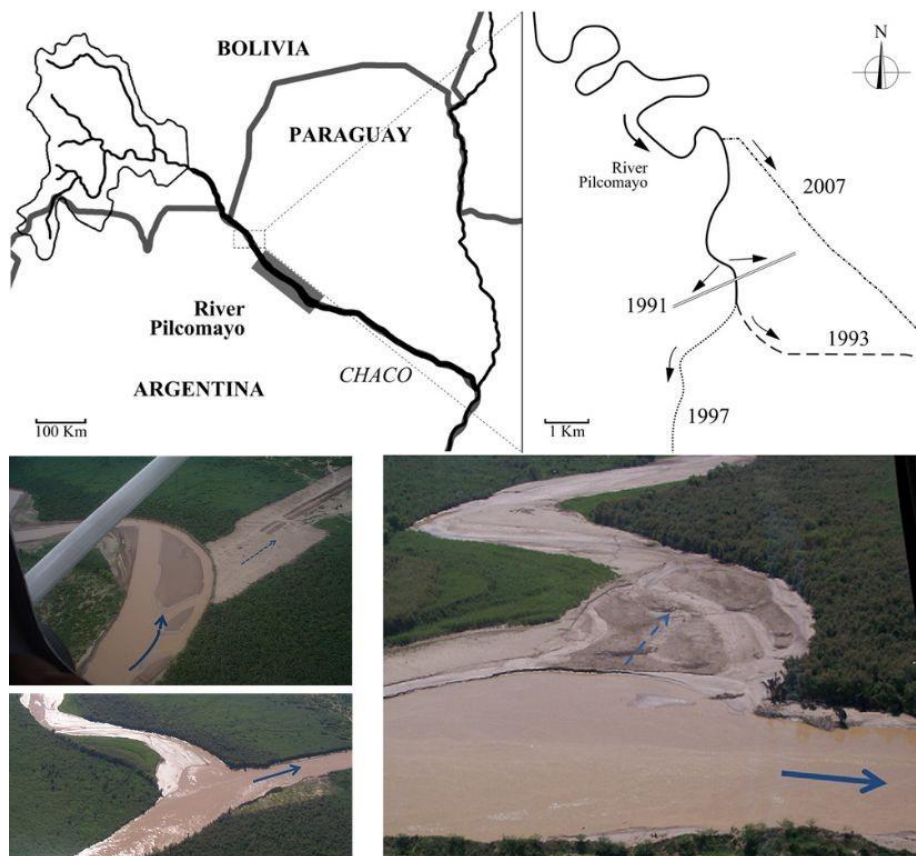 BOLIVIA
PARAGUAY
River
Pilcomayo
ARGENTINA
CHACO
100 Km
N
River
Pilcomayo
2007
1991
1993
1997
1 Km